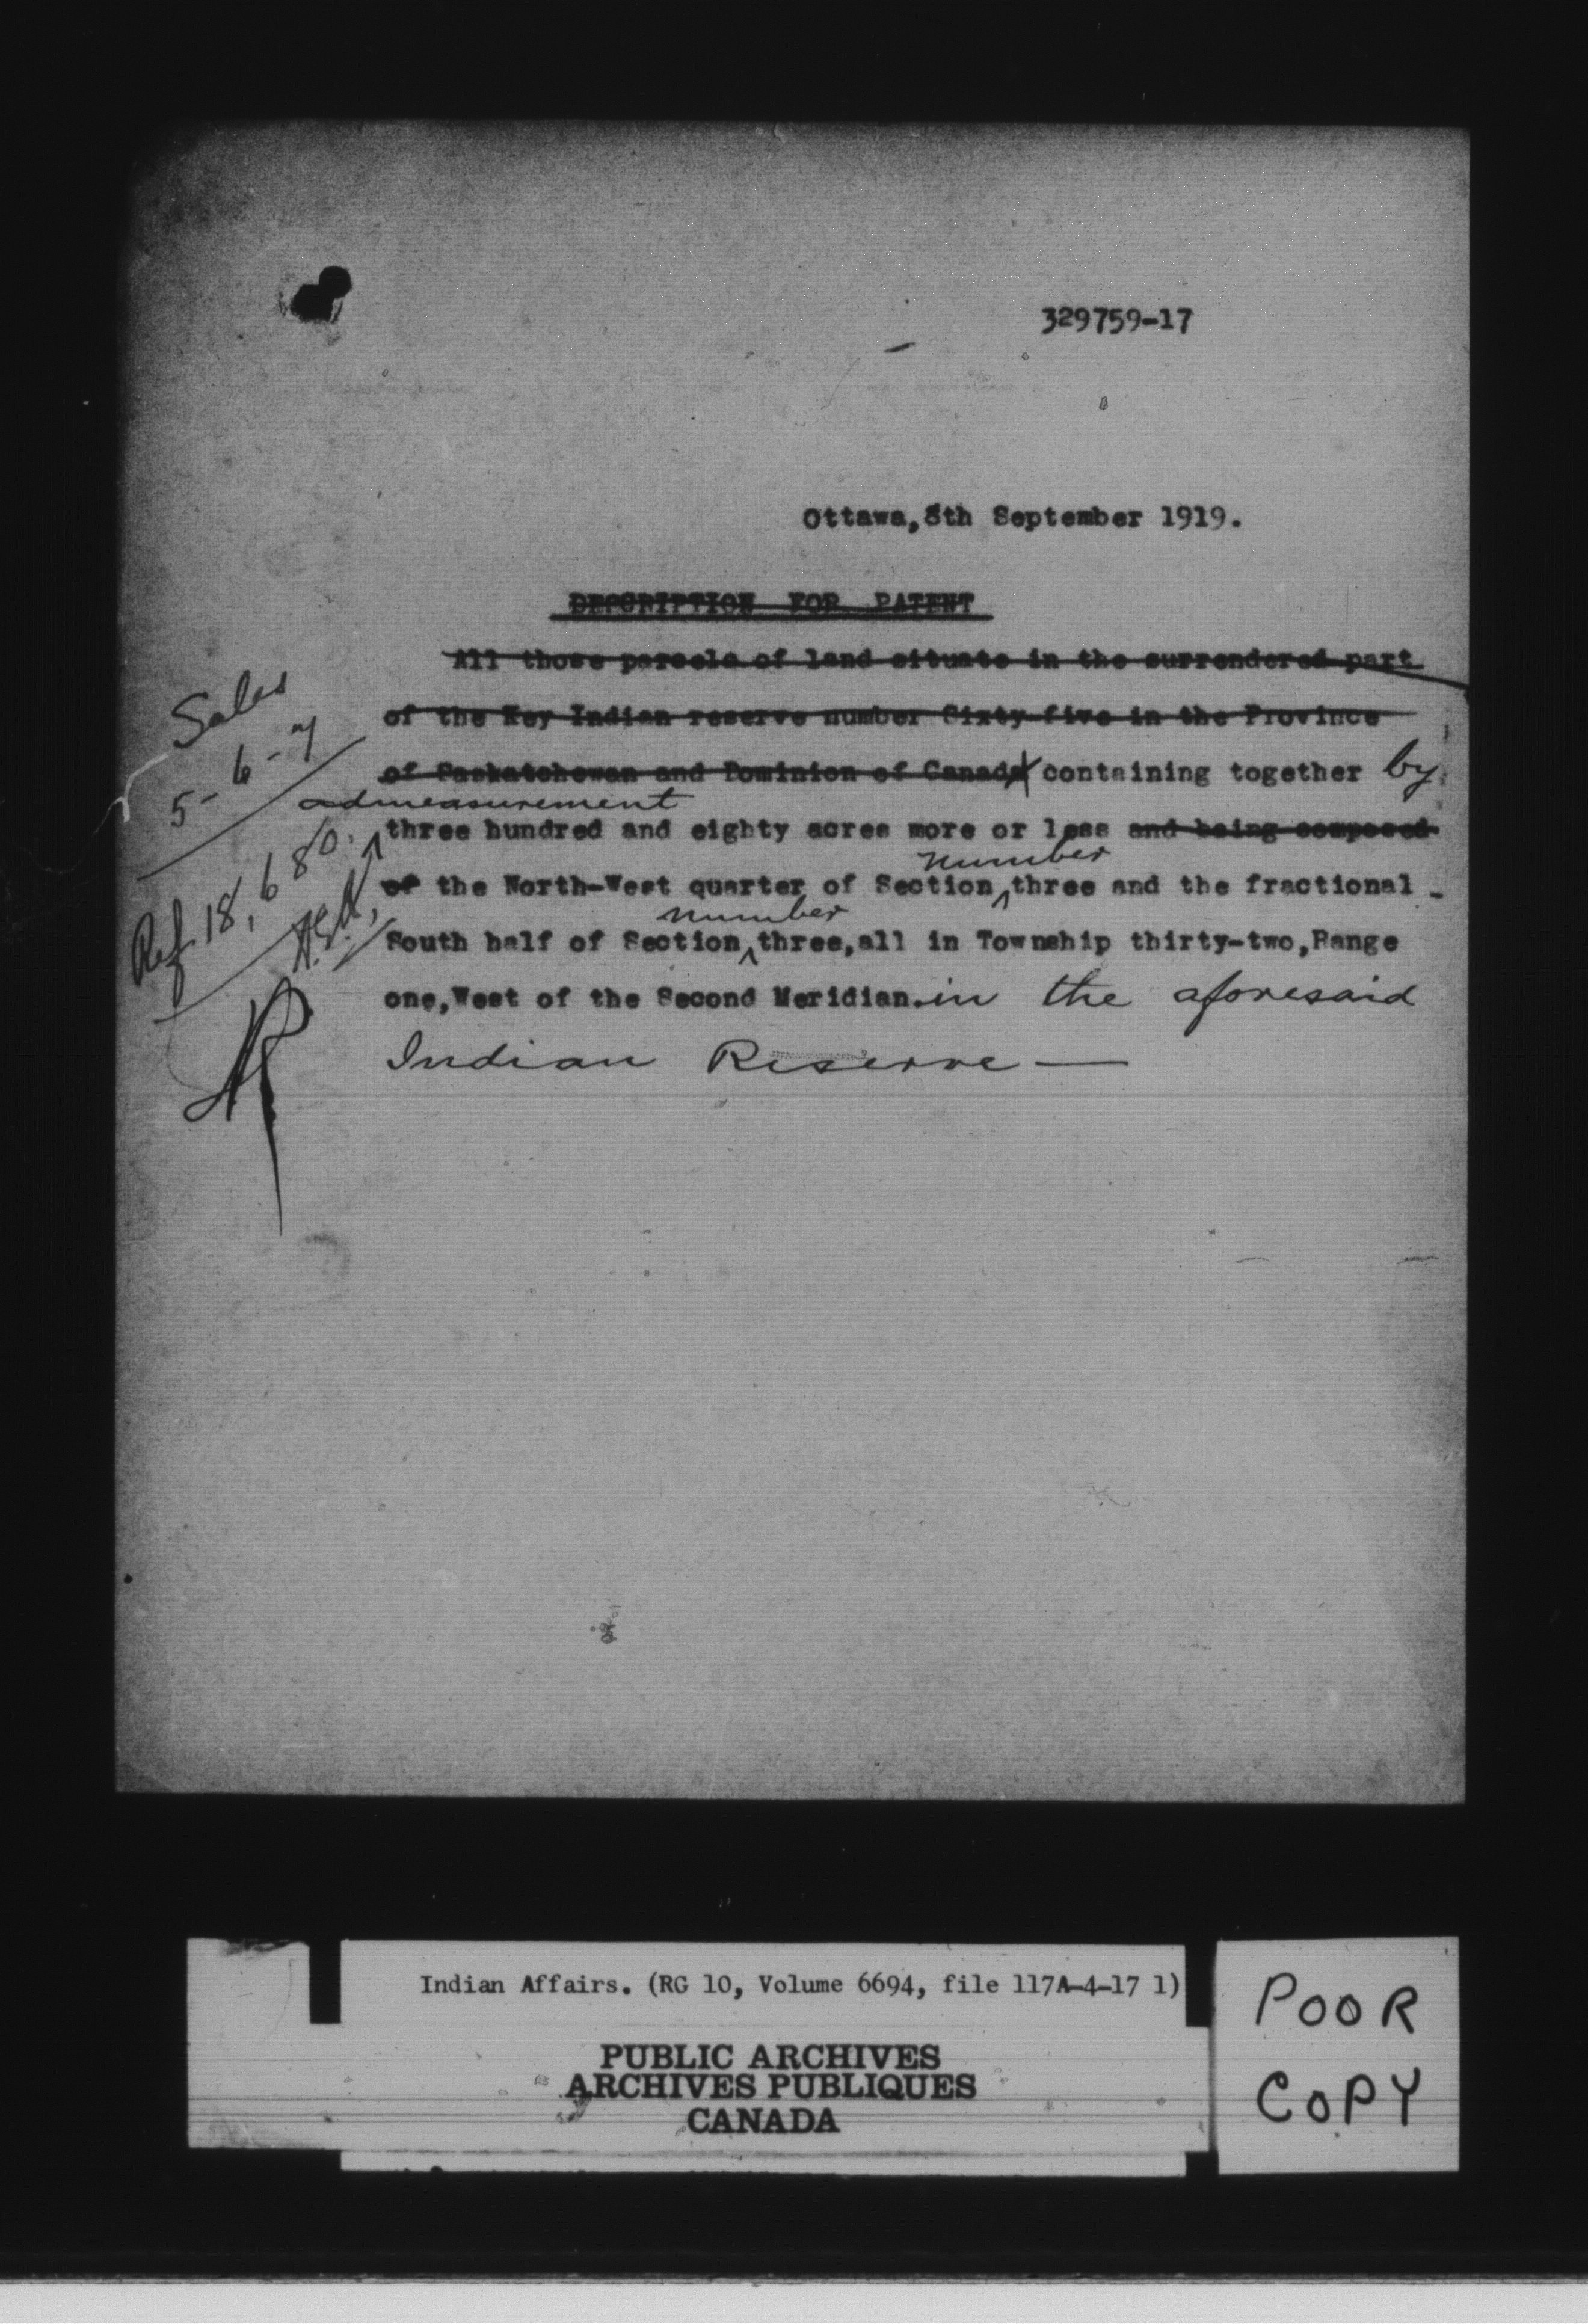 329759-17
Ottawa,8th September 1919.
DESCRIPTION FOR PATENT
All those parcels of land situate in the surrendered part
of the Key Indian reserve number Sixty-five in the Province
of Saskatchewan and Dominion of Canada containing together by
admeasurement
three hundred and eighty acres more or less and being composed
number
of the North-West quarter of Section three and the fractional
number
South half of Section three,all in Township thirty-two,Range
one,West of the Second Meridian. in the aforesaid
Indian Reserve —
Sales
5-6-7
Ref. 18,680.
Indian Affairs. (RG 10, Volume 6694, file 117A-4-17 1)
PUBLIC ARCHIVES
ARCHIVES PUBLIQUES
CANADA
POOR
COPY